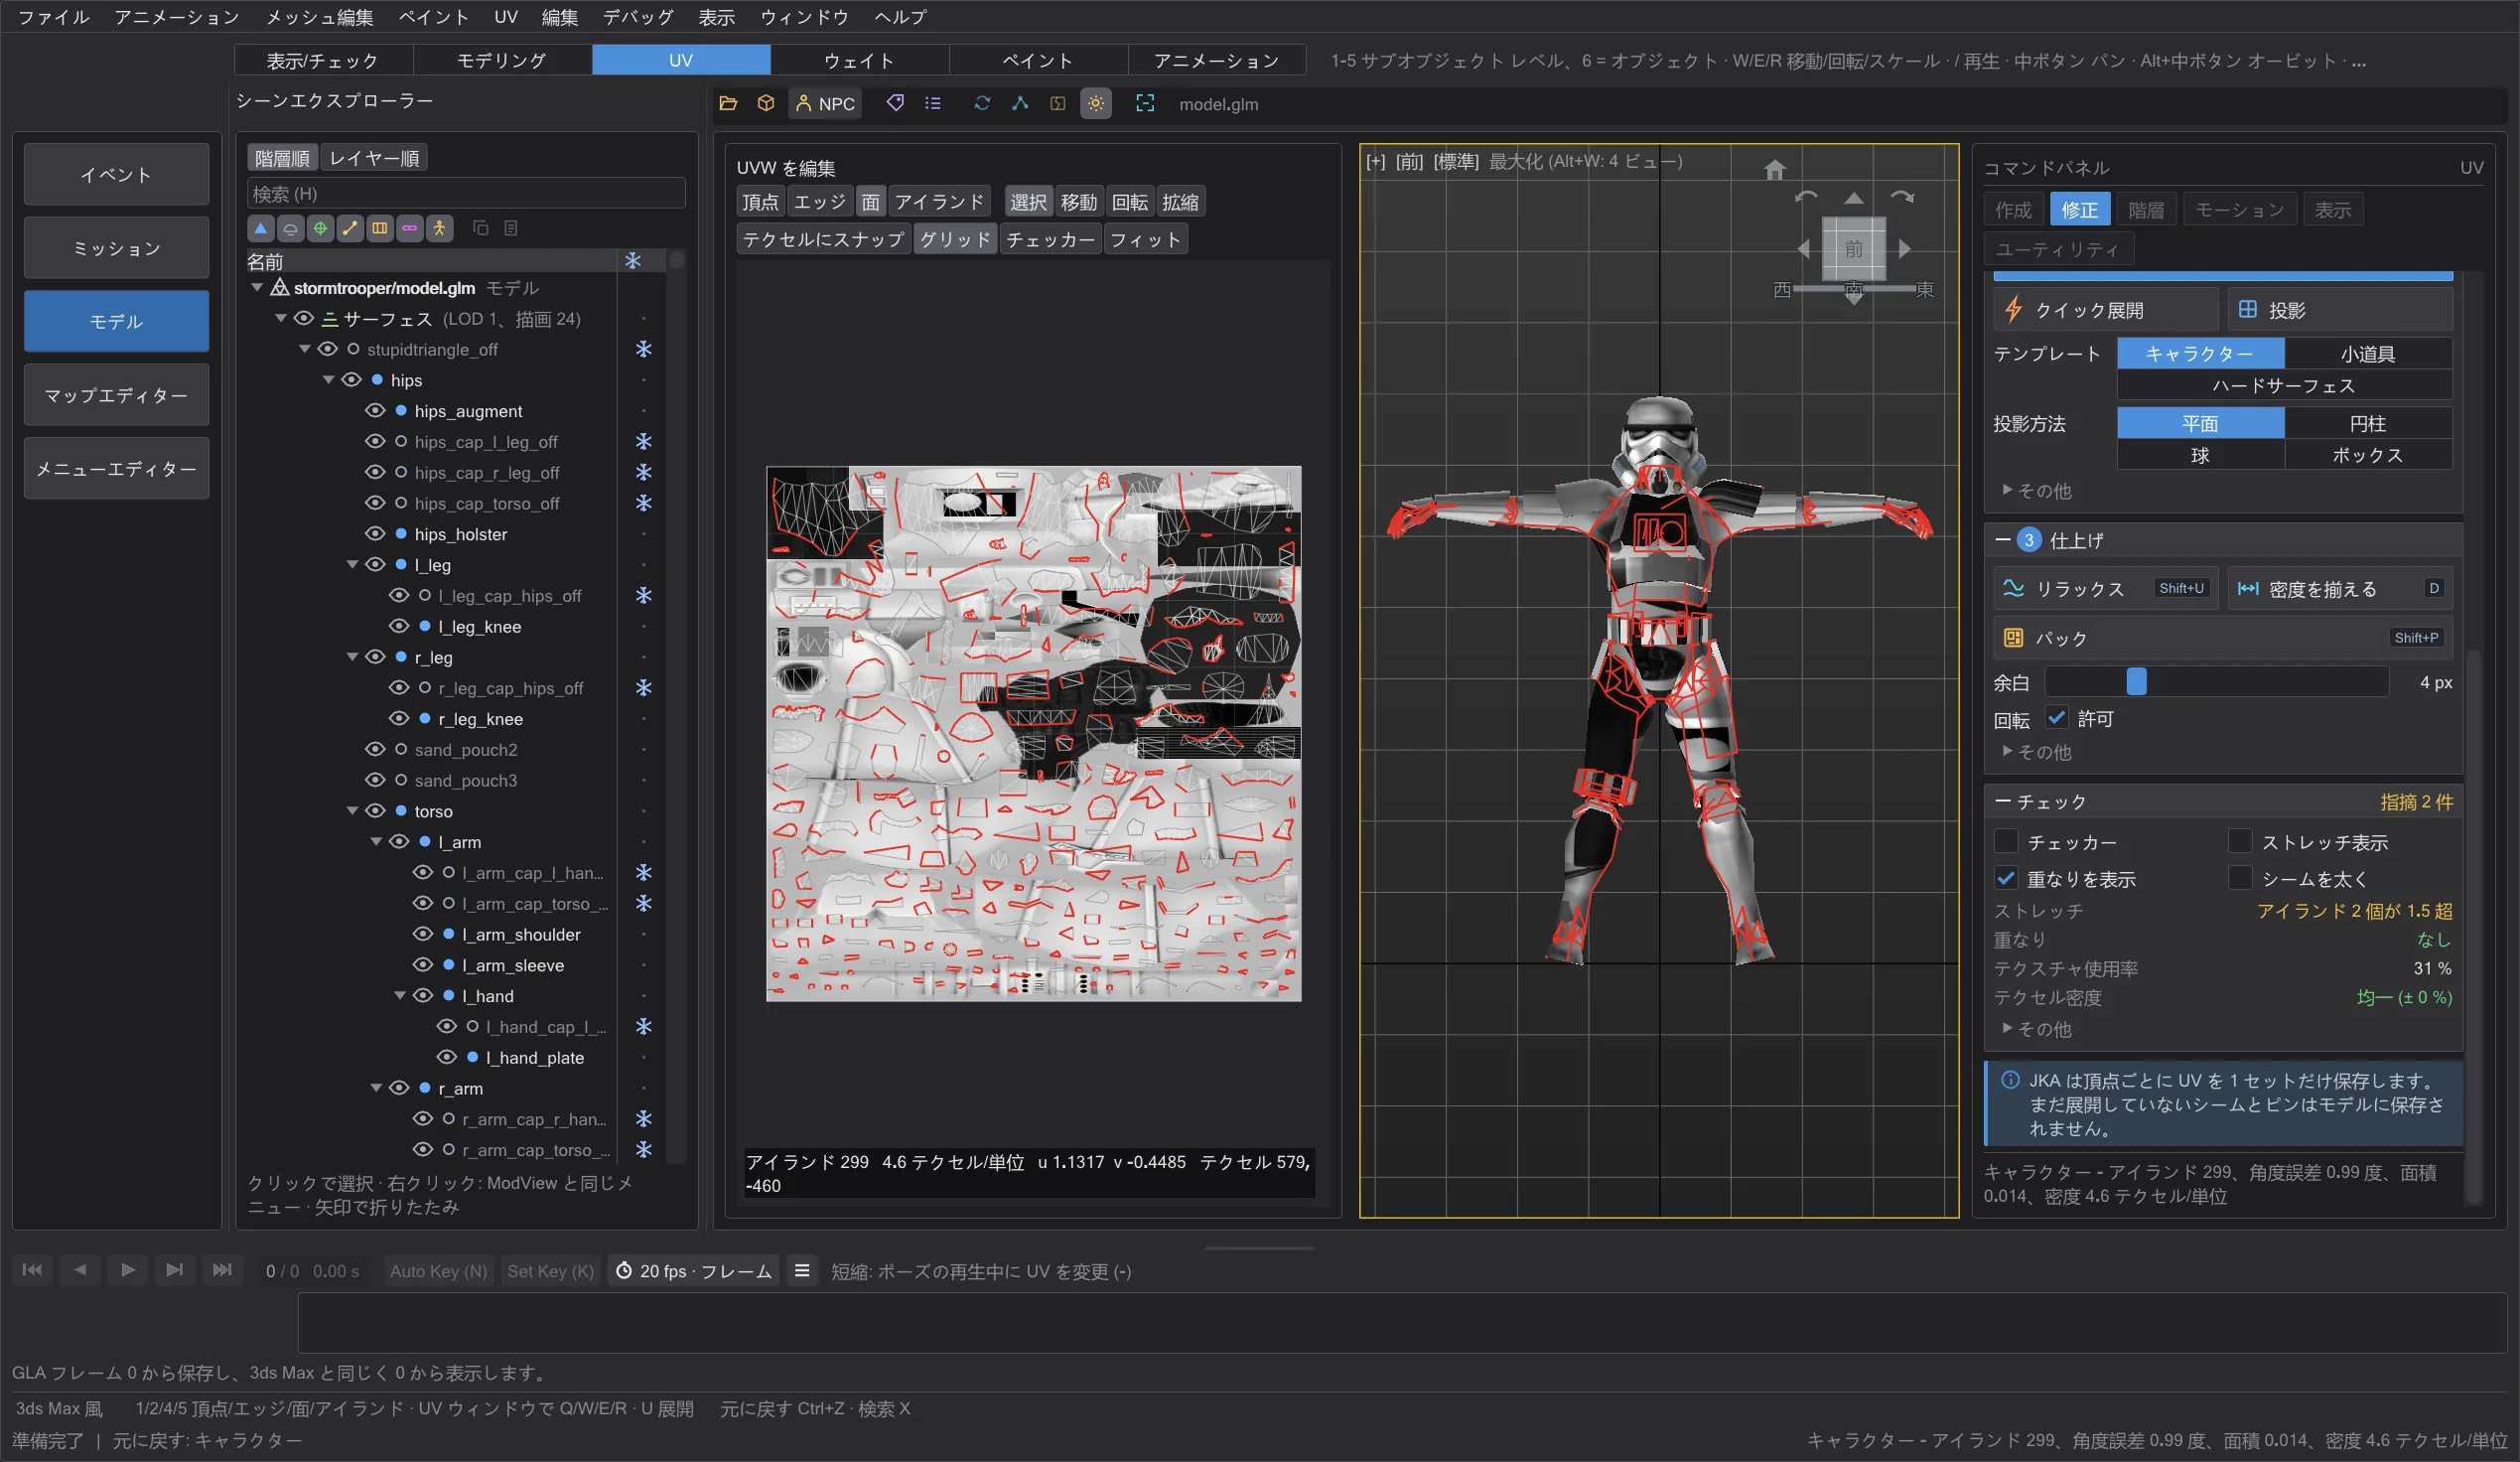 ファイル アニメーション メッシュ編集 ペイント UV 編集 デバッグ 表示 ウィンドウ ヘルプ
表示/チェック モデリング UV ウェイト ペイント アニメーション 1-5 サブオブジェクト レベル、6 = オブジェクト · W/E/R 移動/回転/スケール · / 再生 · 中ボタン パン · Alt+中ボタン オービット · ...
シーンエクスプローラー
NPC model.glm
イベント
ミッション
モデル
マップエディター
メニューエディター
階層順 レイヤー順
検索 (H)
名前
stormtrooper/model.glm モデル
サーフェス (LOD 1、描画 24)
stupidtriangle_off
hips
hips_augment
hips_cap_l_leg_off
hips_cap_r_leg_off
hips_cap_torso_off
hips_holster
l_leg
l_leg_cap_hips_off
l_leg_knee
r_leg
r_leg_cap_hips_off
r_leg_knee
sand_pouch2
sand_pouch3
torso
l_arm
l_arm_cap_l_han...
l_arm_cap_torso_...
l_arm_shoulder
l_arm_sleeve
l_hand
l_hand_cap_l_...
l_hand_plate
r_arm
r_arm_cap_r_han...
r_arm_cap_torso_...
クリックで選択 · 右クリック: ModView と同じメ
ニュー · 矢印で折りたたみ
UVW を編集
頂点 エッジ 面 アイランド 選択 移動 回転 拡縮
テクセルにスナップ グリッド チェッカー フィット
アイランド 299 4.6 テクセル/単位 u 1.1317 v -0.4485 テクセル 579,
-460
[+] [前] [標準] 最大化 (Alt+W: 4 ビュー)
前
西 南 東
コマンドパネル UV
作成 修正 階層 モーション 表示
ユーティリティ
クイック展開 投影
テンプレート キャラクター 小道具
ハードサーフェス
投影方法 平面 円柱
球 ボックス
その他
3 仕上げ
リラックス Shift+U 密度を揃える D
パック Shift+P
余白 4 px
回転 許可
その他
チェック 指摘 2 件
チェッカー ストレッチ表示
重なりを表示 シームを太く
ストレッチ アイランド 2 個が 1.5 超
重なり なし
テクスチャ使用率 31 %
テクセル密度 均一 (± 0 %)
その他
JKA は頂点ごとに UV を 1 セットだけ保存します。
まだ展開していないシームとピンはモデルに保存さ
れません。
キャラクター - アイランド 299、角度誤差 0.99 度、面積
0.014、密度 4.6 テクセル/単位
0 / 0 0.00 s Auto Key (N) Set Key (K) 20 fps · フレーム 短縮: ポーズの再生中に UV を変更 (-)
GLA フレーム 0 から保存し、3ds Max と同じく 0 から表示します。
3ds Max 風 1/2/4/5 頂点/エッジ/面/アイランド · UV ウィンドウで Q/W/E/R · U 展開 元に戻す Ctrl+Z · 検索 X
準備完了 | 元に戻す: キャラクター キャラクター - アイランド 299、角度誤差 0.99 度、面積 0.014、密度 4.6 テクセル/単位